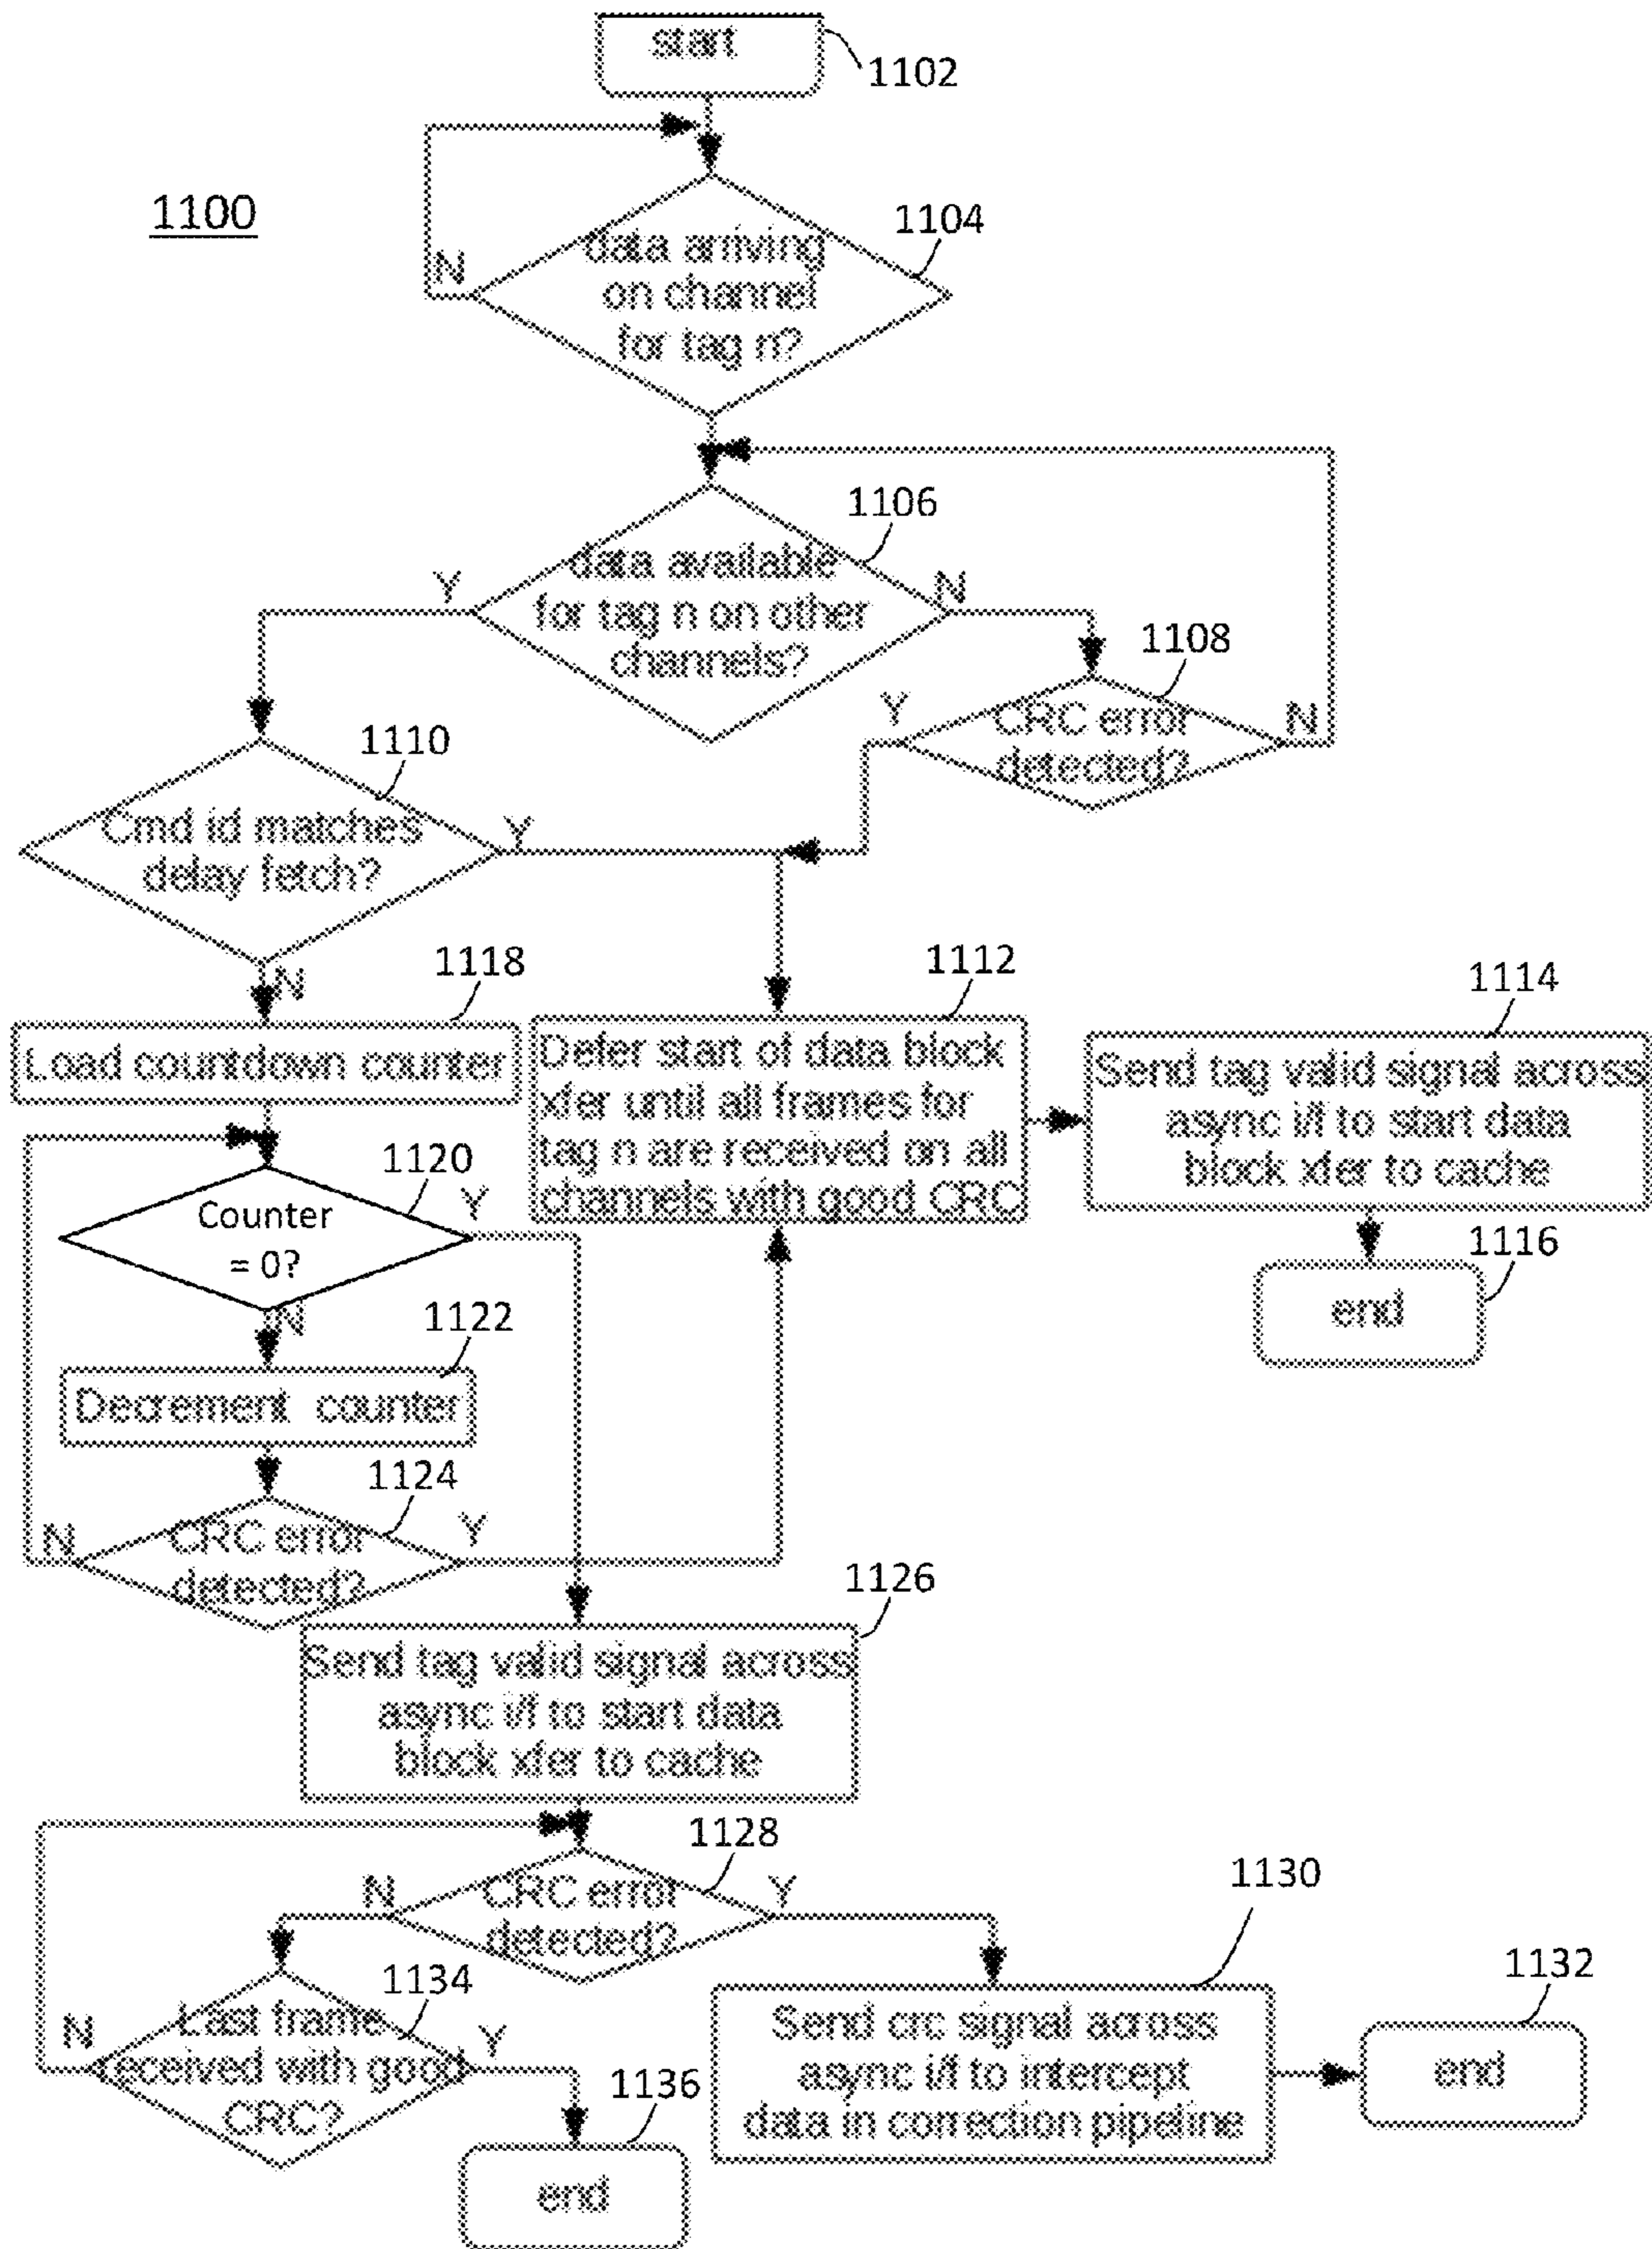 start
1102
1100
1104
data arriving
on channel
for tag n?
N
1106
data available
for tag n on other
channels?
Y
N
1108
CRC error
detected?
Y
N
1110
Cmd id matches
delay fetch?
Y
N
1118
Load countdown counter
1112
Defer start of data block
xfer until all frames for
tag n are received on all
channels with good CRC
1114
Send tag valid signal across
async i/f to start data
block xfer to cache
1116
end
1120
Counter
= 0?
Y
N
1122
Decrement counter
1124
CRC error
detected?
N
Y
1126
Send tag valid signal across
async i/f to start data
block xfer to cache
1128
CRC error
detected?
N
Y
1130
Send crc signal across
async i/f to intercept
data in correction pipeline
1132
end
1134
Last frame
received with good
CRC?
N
Y
1136
end